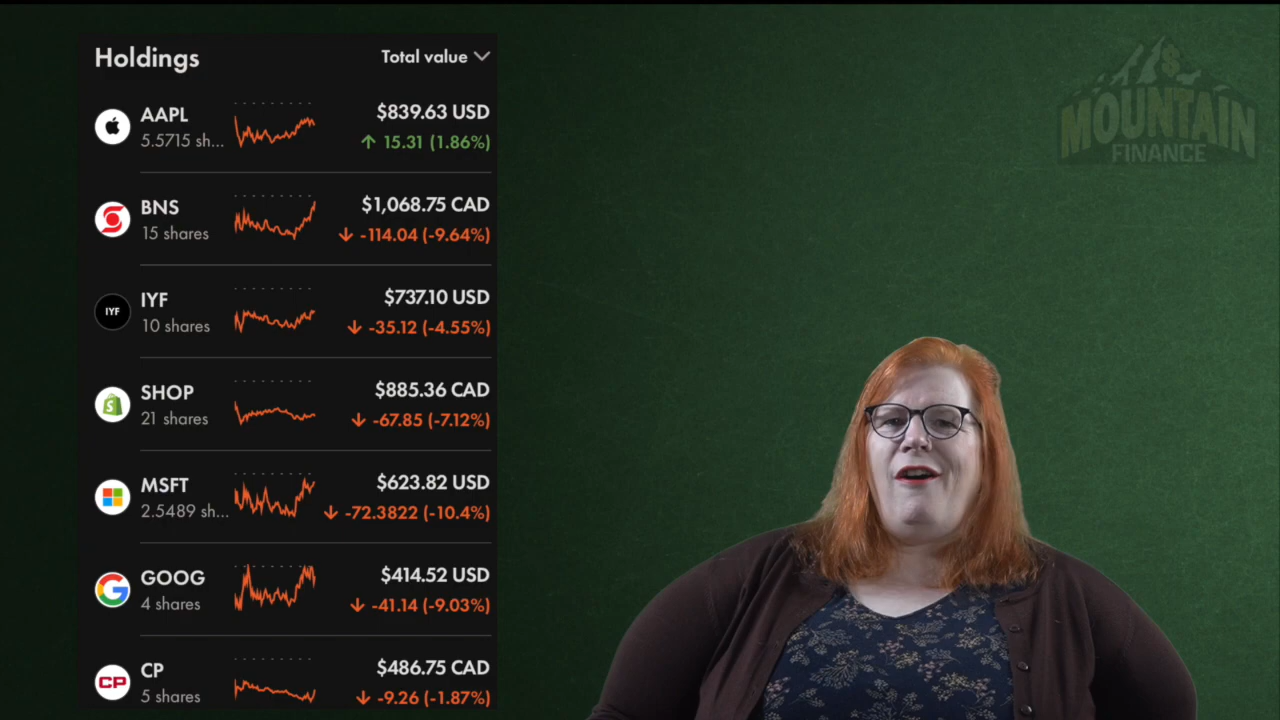 Holdings
Total value
AAPL
$839.63 USD
5.5715 sh...
↑ 15.31 (1.86%)
BNS
$1,068.75 CAD
15 shares
↓ -114.04 (-9.64%)
IYF
IYF
$737.10 USD
10 shares
↓ -35.12 (-4.55%)
SHOP
$885.36 CAD
21 shares
↓ -67.85 (-7.12%)
MSFT
$623.82 USD
2.5489 sh...
↓ -72.3822 (-10.4%)
GOOG
$414.52 USD
4 shares
↓ -41.14 (-9.03%)
CP
CP
$486.75 CAD
5 shares
↓ -9.26 (-1.87%)
$
MOUNTAIN
FINANCE